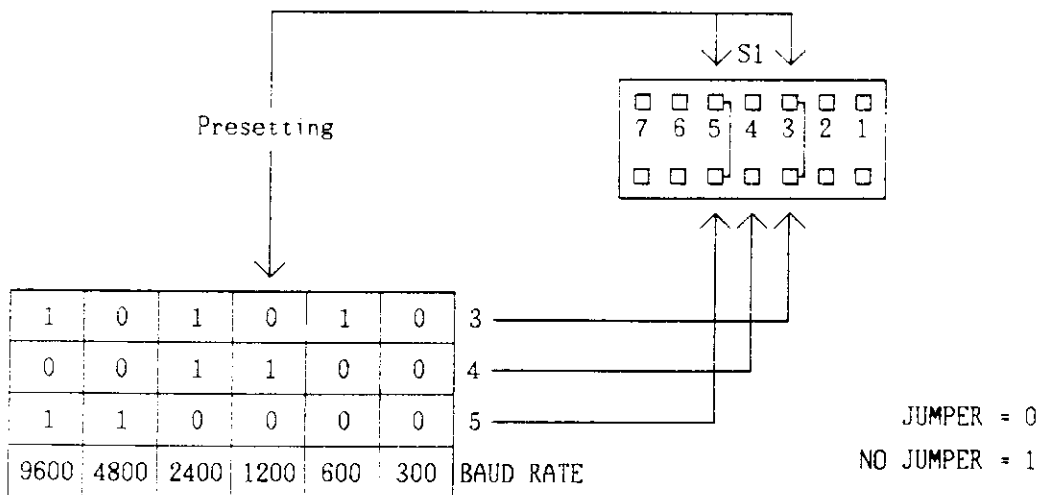 S1
Presetting
7 6 5 4 3 2 1
1 0 1 0 1 0 3
0 0 1 1 0 0 4
1 1 0 0 0 0 5
JUMPER = 0
9600 4800 2400 1200 600 300 BAUD RATE
NO JUMPER = 1